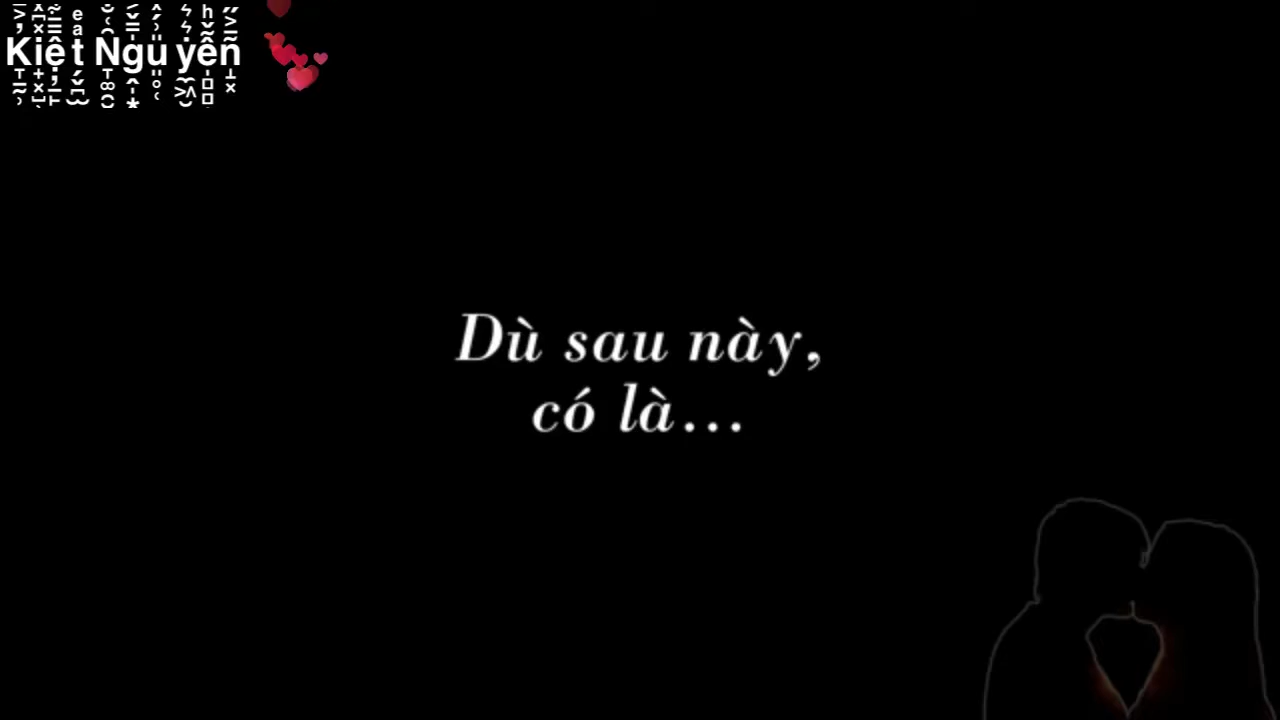 Kiệt Nguyễn
Dù sau này,
có là...